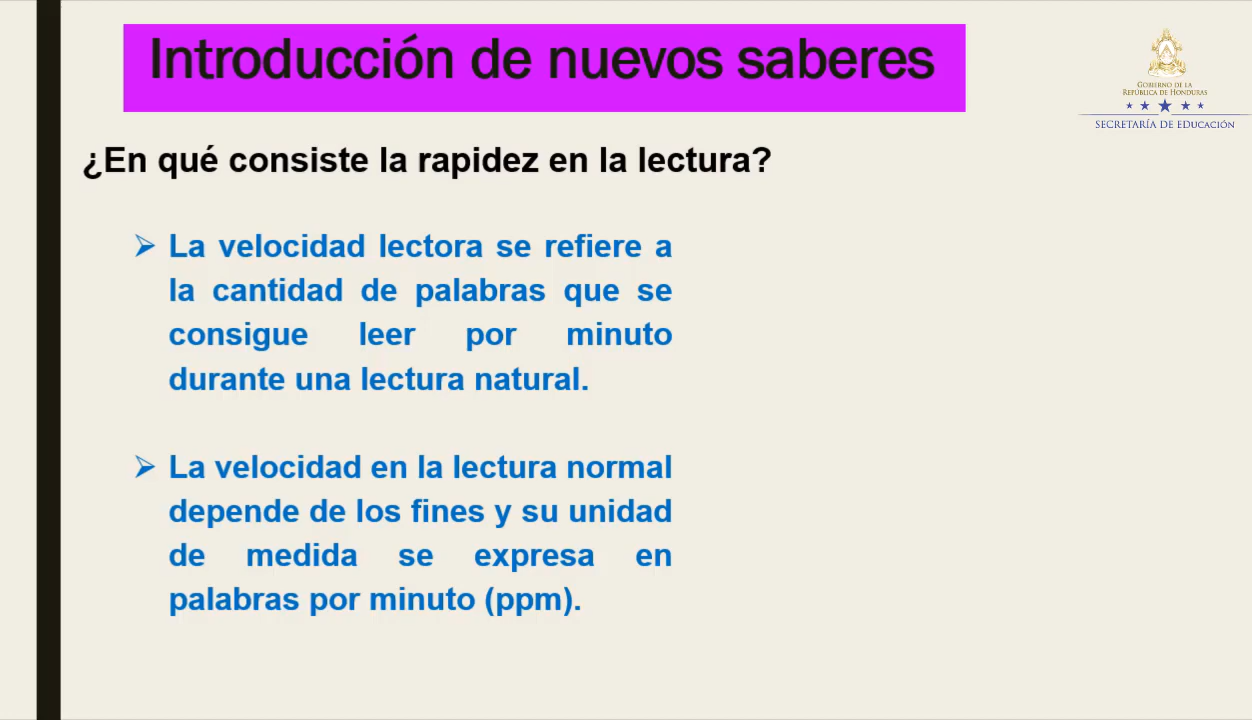 Introducción de nuevos saberes
GOBIERNO DE LA
REPÚBLICA DE HONDURAS
SECRETARÍA DE EDUCACIÓN
¿En qué consiste la rapidez en la lectura?
➢ La velocidad lectora se refiere a
la cantidad de palabras que se
consigue leer por minuto
durante una lectura natural.
➢ La velocidad en la lectura normal
depende de los fines y su unidad
de medida se expresa en
palabras por minuto (ppm).